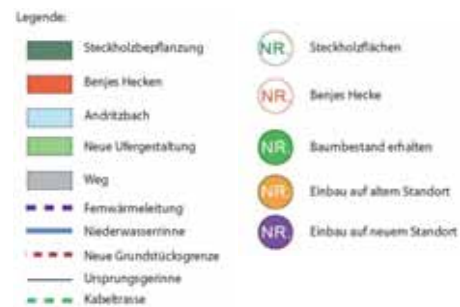 Legende:
Steckholzbepflanzung
Benjes Hecken
Andritzbach
Neue Ufergestaltung
Weg
Fernwärmeleitung
Niederwasserrinne
Neue Grundstücksgrenze
Ursprungsgerinne
Kabeltrasse
NR. Steckholzflächen
NR. Benjes Hecke
NR. Baumbestand erhalten
NR. Einbau auf altem Standort
NR. Einbau auf neuem Standort